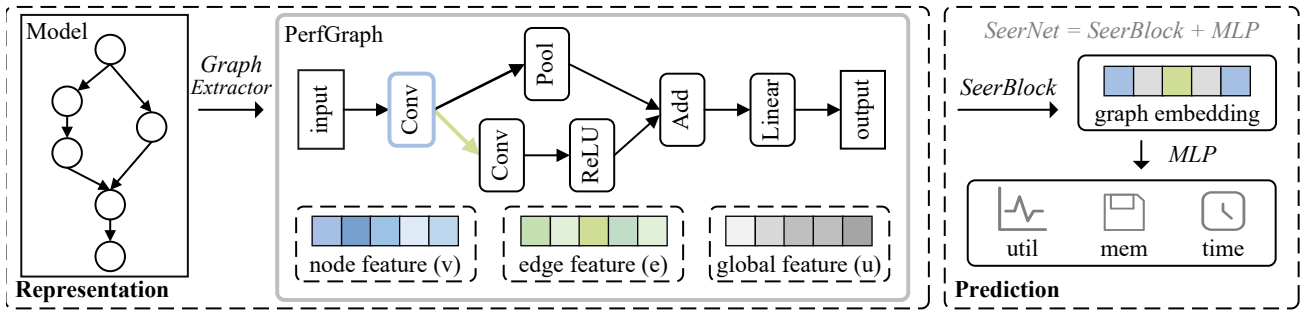 Model
Graph
Extractor
PerfGraph
input
Conv
Pool
Conv
ReLU
Add
Linear
output
node feature (v)
edge feature (e)
global feature (u)
Representation
SeerNet = SeerBlock + MLP
SeerBlock
graph embedding
MLP
util
mem
time
Prediction